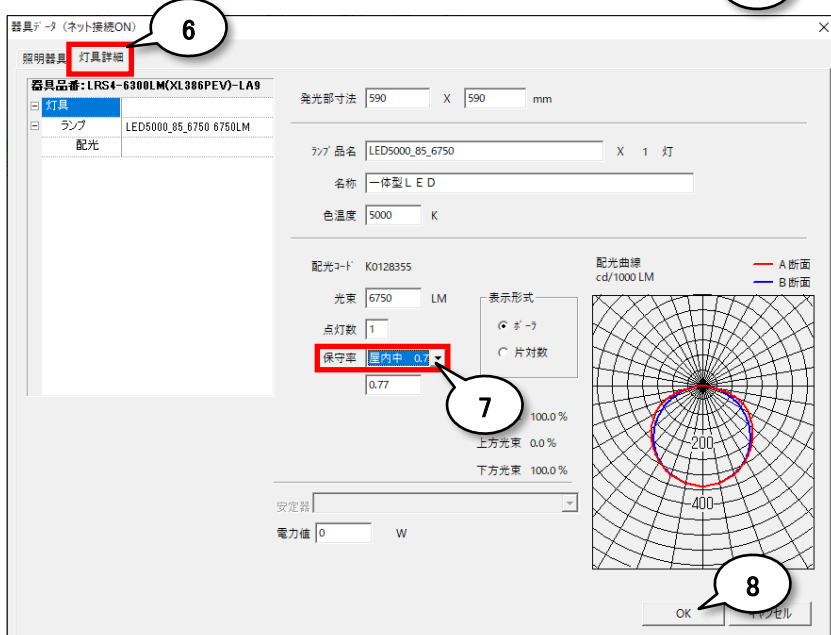 器具ﾃﾞｰﾀ（ネット接続ON）
6
照明器具 灯具詳細
器具品番:LRS4-6300LM(XL386PEV)-LA9
灯具
ランプ LED5000_85_6750 6750LM
配光
発光部寸法 590 X 590 mm
ﾗﾝﾌﾟ品名 LED5000_85_6750 X 1 灯
名称 一体型ＬＥＤ
色温度 5000 K
配光ｺｰﾄﾞ K0128355
光束 6750 LM
点灯数 1
保守率 屋内中 0.7
0.77
7
表示形式
ﾎﾟｰﾗ
片対数
100.0 %
上方光束 0.0 %
下方光束 100.0 %
安定器
電力値 0 W
配光曲線
cd/1000 LM
A 断面
B 断面
200
400
8
OK